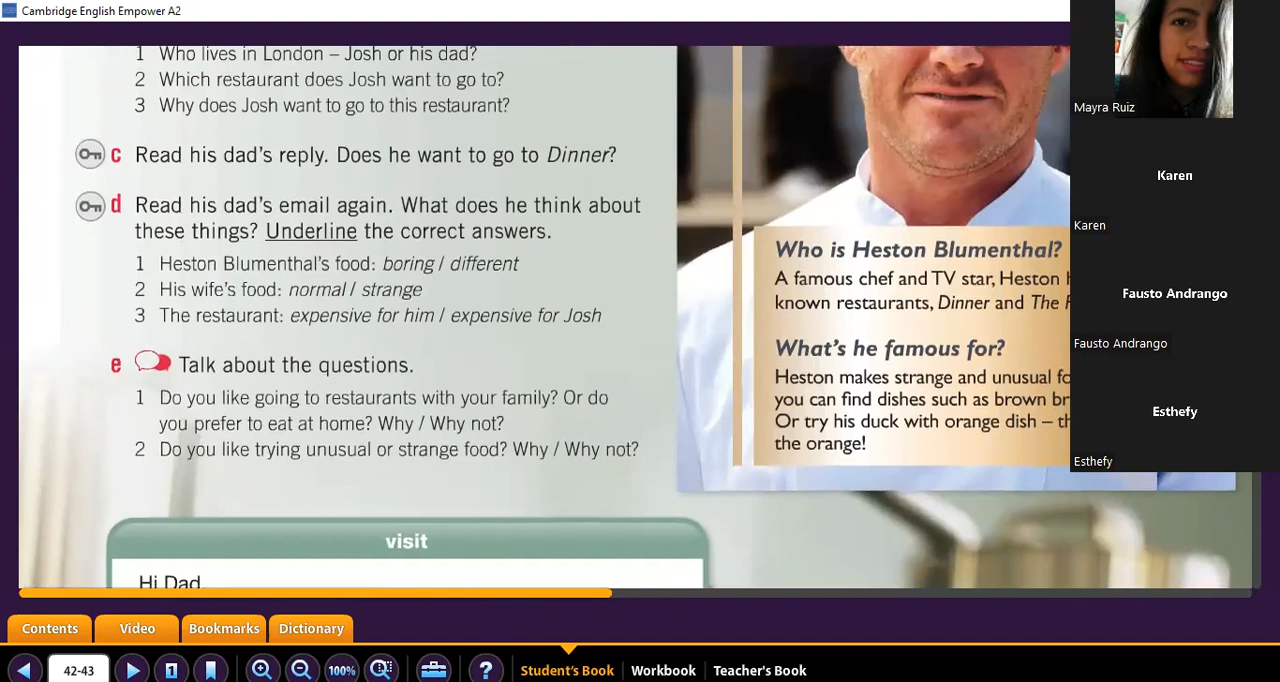 Cambridge English Empower A2
1 Who lives in London – Josh or his dad?
2 Which restaurant does Josh want to go to?
3 Why does Josh want to go to this restaurant?
c Read his dad's reply. Does he want to go to Dinner?
d Read his dad's email again. What does he think about
these things? Underline the correct answers.
1 Heston Blumenthal's food: boring / different
2 His wife's food: normal / strange
3 The restaurant: expensive for him / expensive for Josh
e Talk about the questions.
1 Do you like going to restaurants with your family? Or do
you prefer to eat at home? Why / Why not?
2 Do you like trying unusual or strange food? Why / Why not?
visit
Hi Dad
Who is Heston Blumenthal?
A famous chef and TV star, Heston
known restaurants, Dinner and The
What's he famous for?
Heston makes strange and unusual
you can find dishes such as brown
Or try his duck with orange dish –
the orange!
Mayra Ruiz
Karen
Karen
Fausto Andrango
Fausto Andrango
Esthefy
Esthefy
Contents
Video
Bookmarks
Dictionary
42-43
1
100%
?
Student's Book
Workbook
Teacher's Book